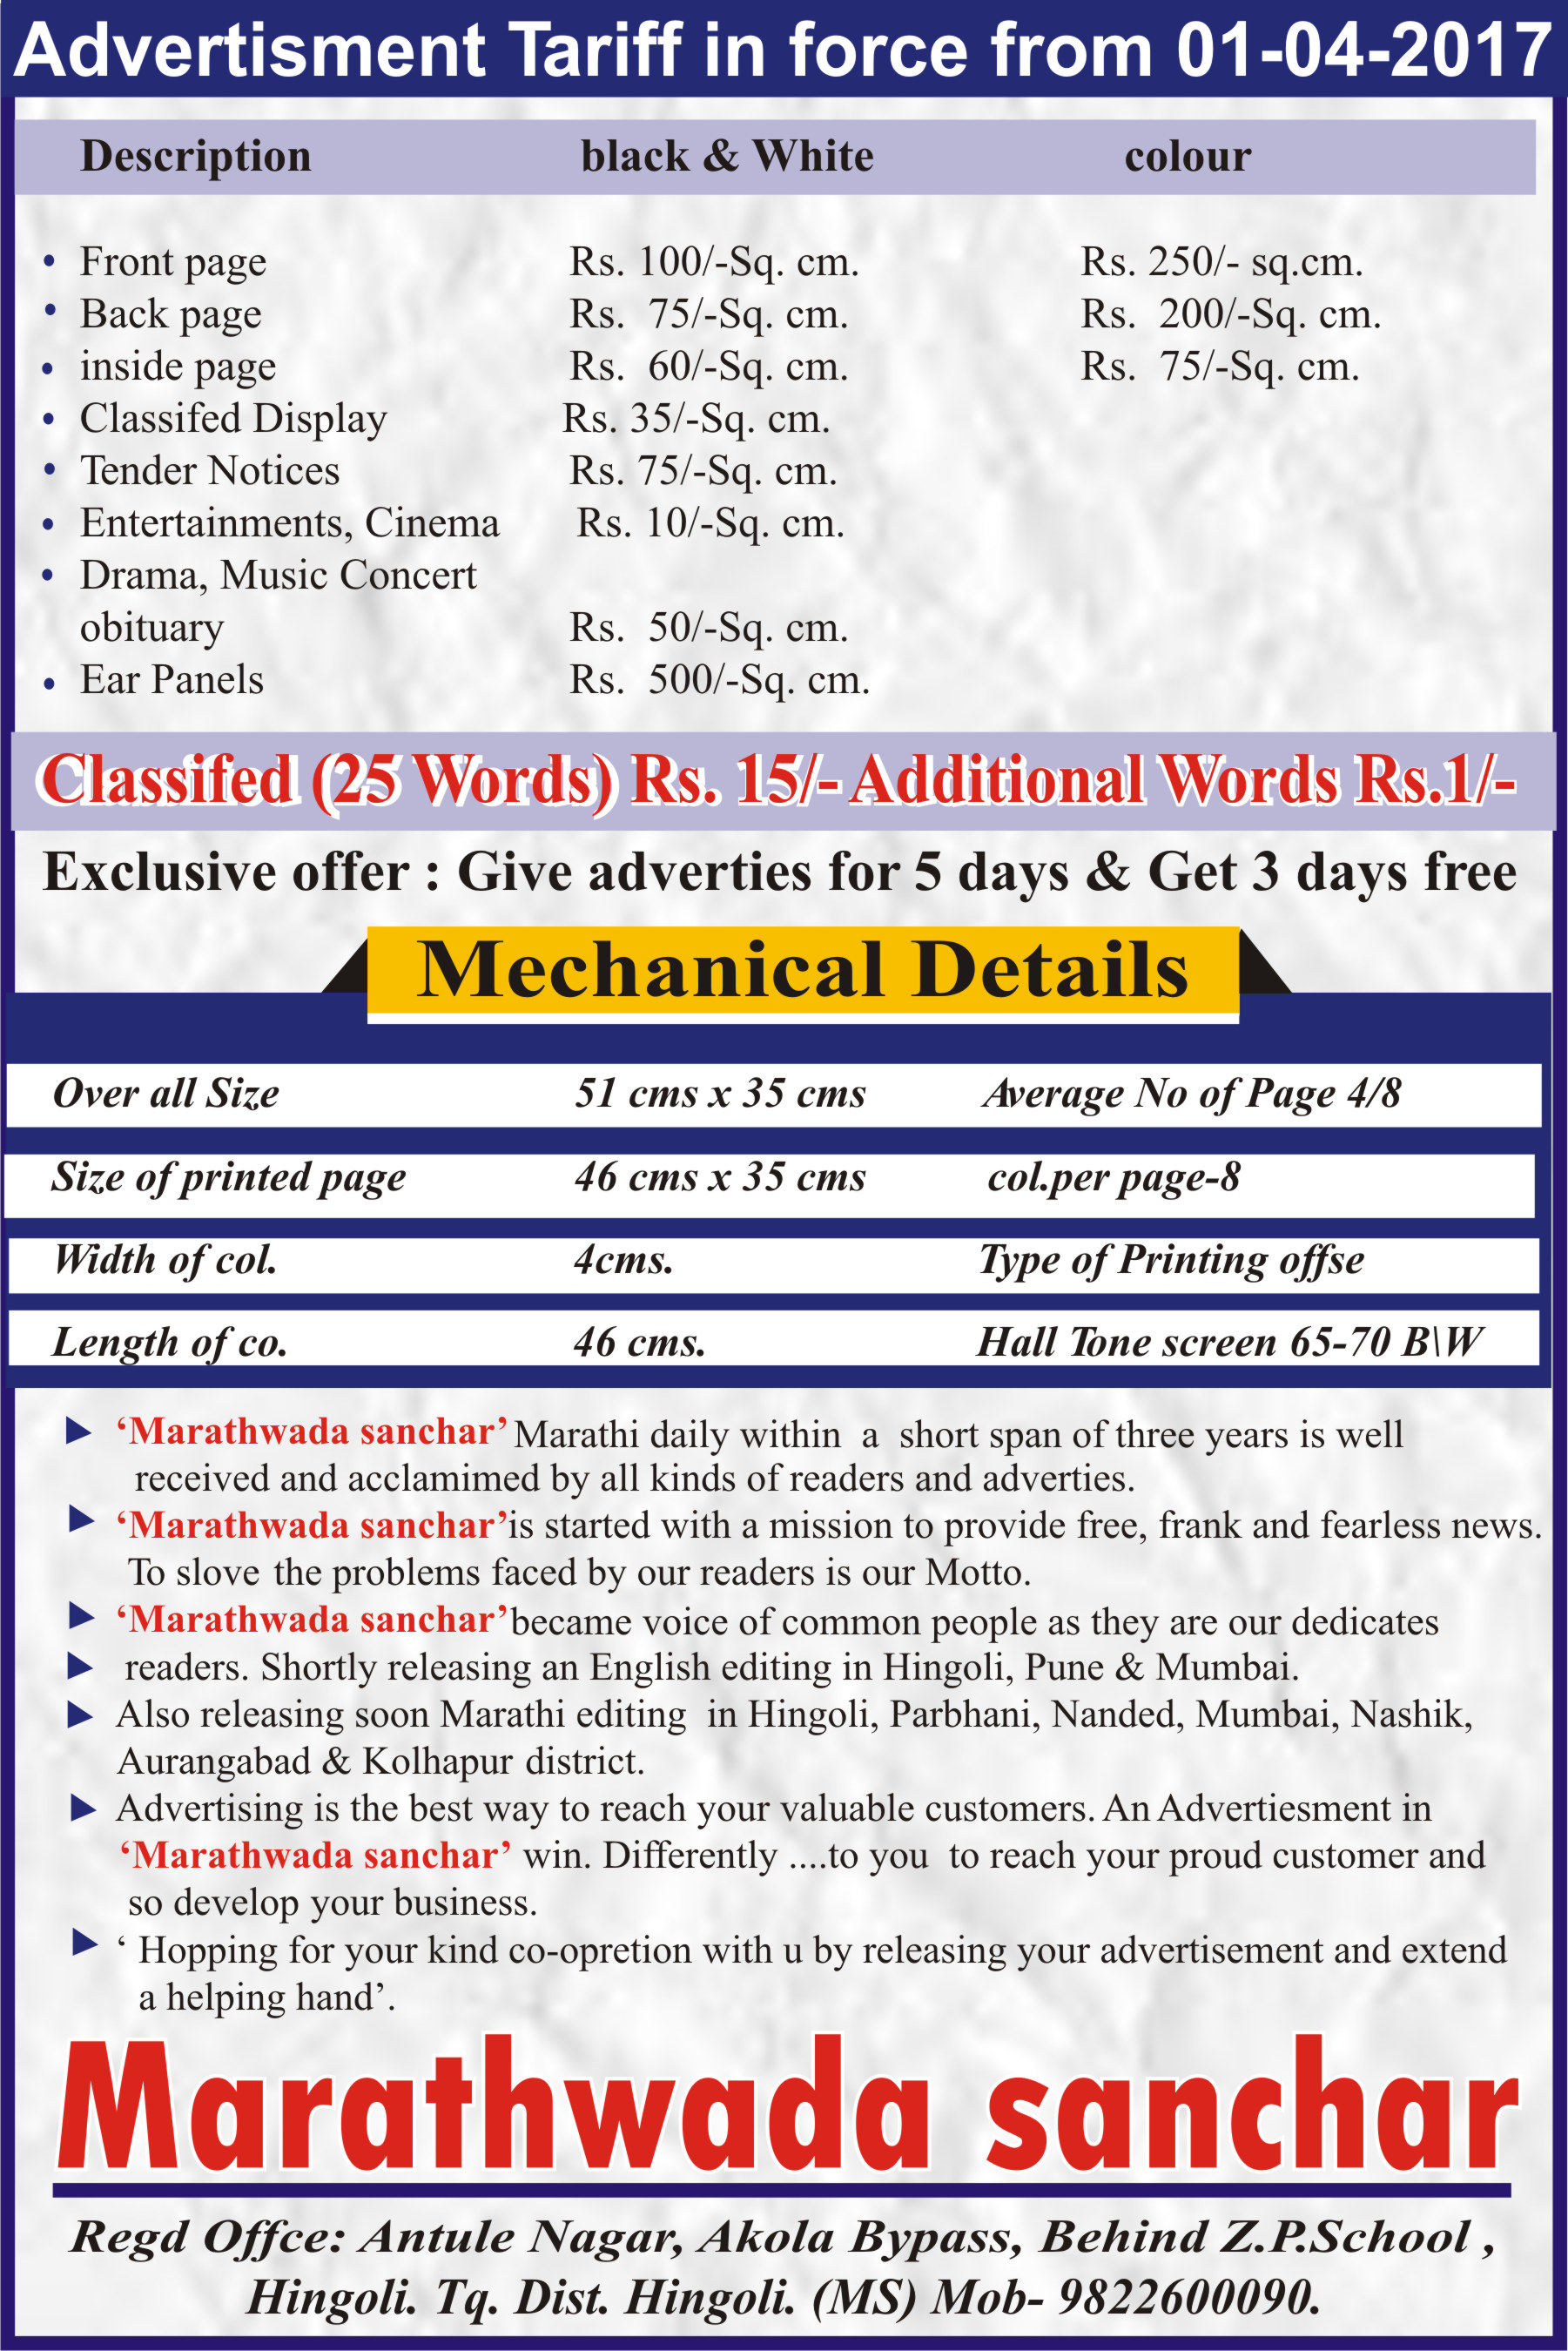 Advertisment Tariff in force from 01-04-2017
Description black & White colour
• Front page Rs. 100/-Sq. cm. Rs. 250/- sq.cm.
• Back page Rs. 75/-Sq. cm. Rs. 200/-Sq. cm.
• inside page Rs. 60/-Sq. cm. Rs. 75/-Sq. cm.
• Classifed Display Rs. 35/-Sq. cm.
• Tender Notices Rs. 75/-Sq. cm.
• Entertainments, Cinema Rs. 10/-Sq. cm.
• Drama, Music Concert
obituary Rs. 50/-Sq. cm.
• Ear Panels Rs. 500/-Sq. cm.
Classifed (25 Words) Rs. 15/- Additional Words Rs.1/-
Exclusive offer : Give adverties for 5 days & Get 3 days free
Mechanical Details
Over all Size 51 cms x 35 cms Average No of Page 4/8
Size of printed page 46 cms x 35 cms col.per page-8
Width of col. 4cms. Type of Printing offse
Length of co. 46 cms. Hall Tone screen 65-70 B\W
‘Marathwada sanchar’ Marathi daily within a short span of three years is well
received and acclamimed by all kinds of readers and adverties.
‘Marathwada sanchar’is started with a mission to provide free, frank and fearless news.
To slove the problems faced by our readers is our Motto.
‘Marathwada sanchar’became voice of common people as they are our dedicates
readers. Shortly releasing an English editing in Hingoli, Pune & Mumbai.
Also releasing soon Marathi editing in Hingoli, Parbhani, Nanded, Mumbai, Nashik,
Aurangabad & Kolhapur district.
Advertising is the best way to reach your valuable customers. An Advertiesment in
‘Marathwada sanchar’ win. Differently ....to you to reach your proud customer and
so develop your business.
‘ Hopping for your kind co-opretion with u by releasing your advertisement and extend
a helping hand’.
Marathwada sanchar
Regd Offce: Antule Nagar, Akola Bypass, Behind Z.P.School ,
Hingoli. Tq. Dist. Hingoli. (MS) Mob- 9822600090.